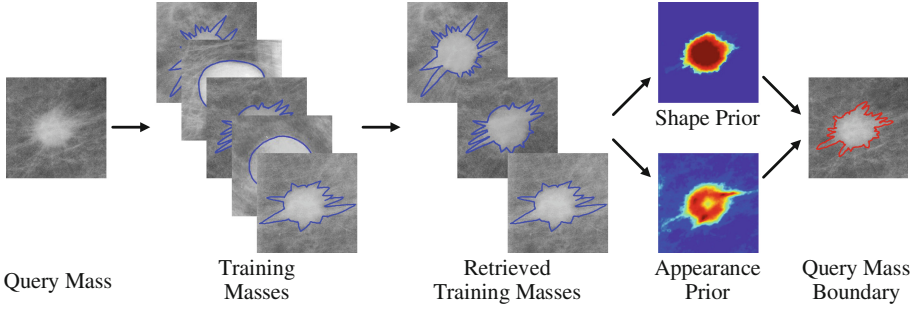 Query Mass
Training
Masses
Retrieved
Training Masses
Shape Prior
Appearance
Prior
Query Mass
Boundary